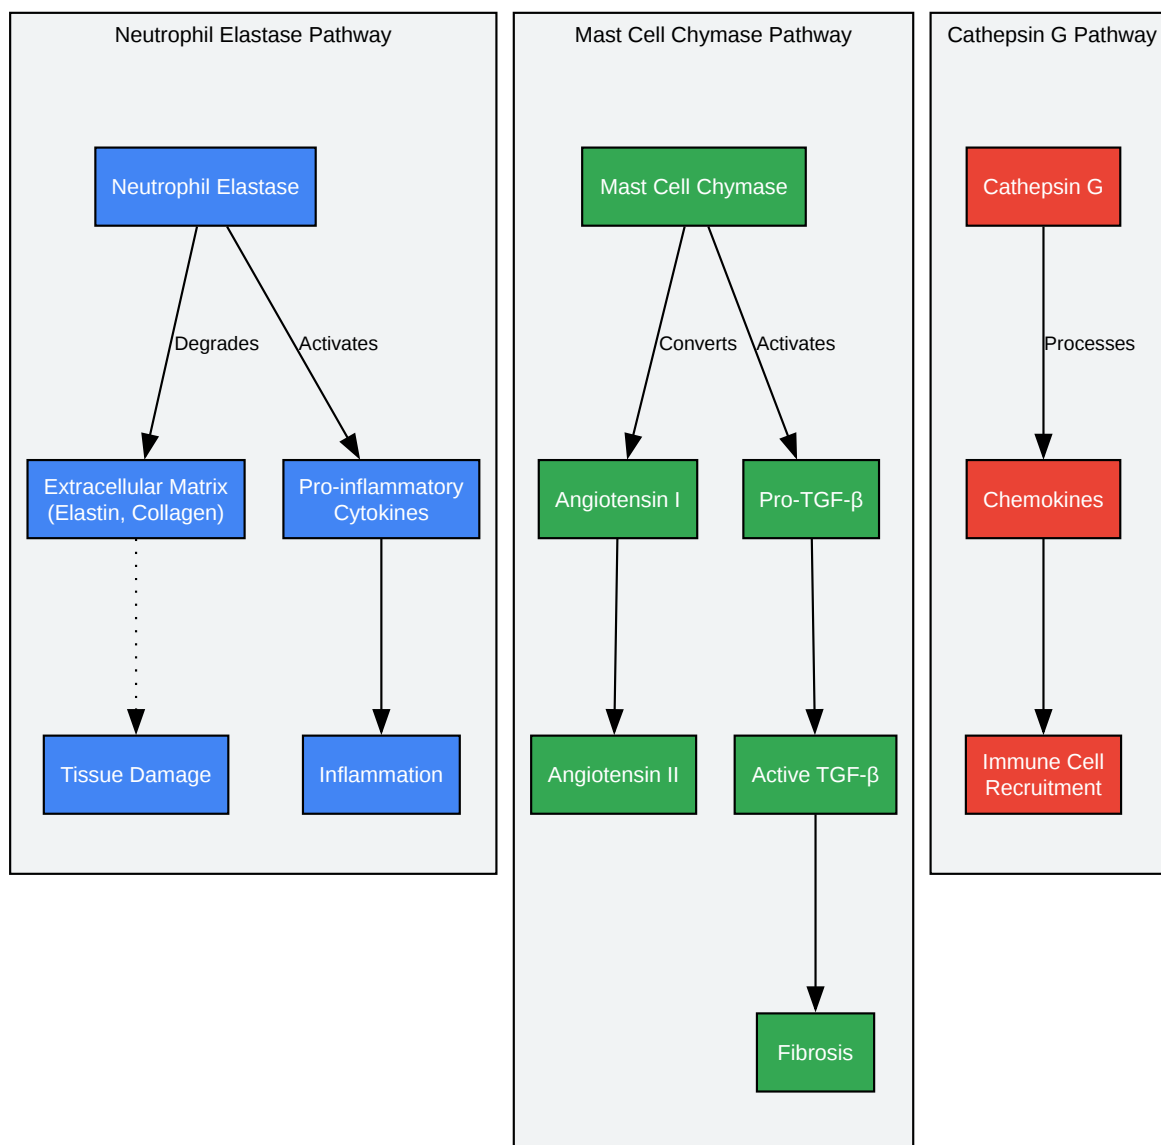 Neutrophil Elastase Pathway
Neutrophil Elastase
Degrades
Activates
Extracellular Matrix
(Elastin, Collagen)
Pro-inflammatory
Cytokines
Tissue Damage
Inflammation
Mast Cell Chymase Pathway
Mast Cell Chymase
Converts
Activates
Angiotensin I
Pro-TGF-β
Angiotensin II
Active TGF-β
Fibrosis
Cathepsin G Pathway
Cathepsin G
Processes
Chemokines
Immune Cell
Recruitment